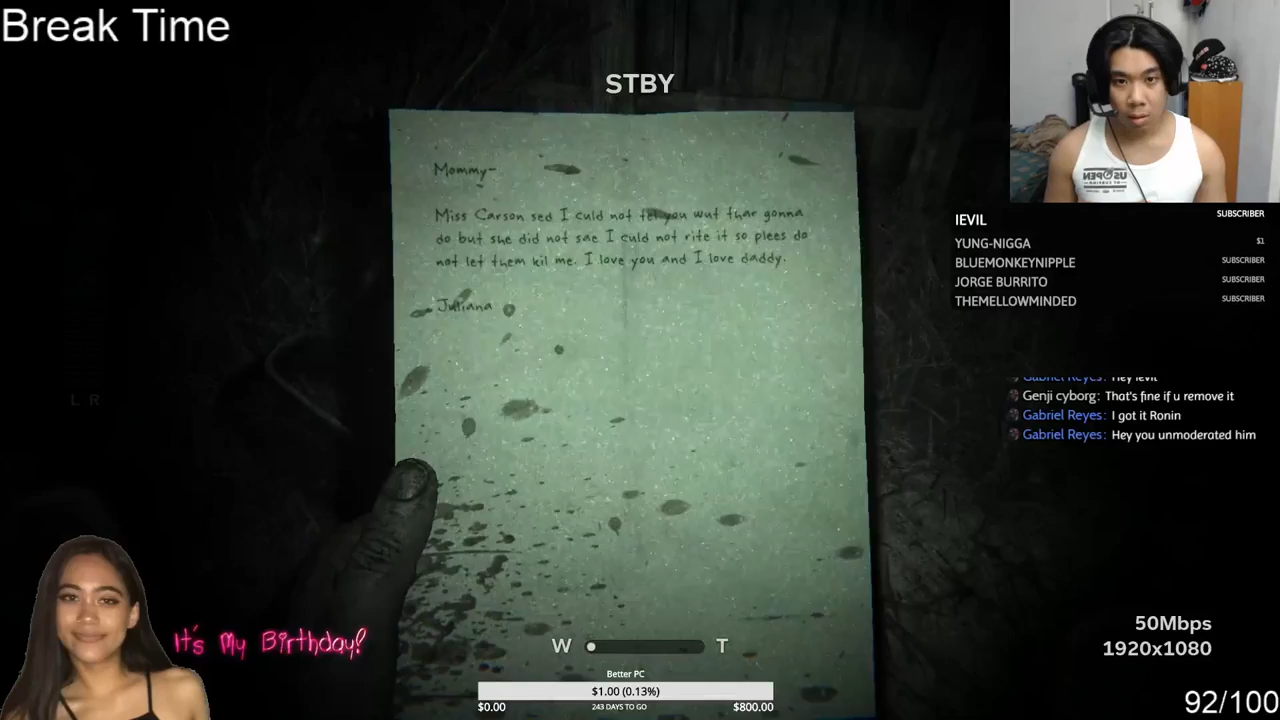 Break Time
STBY
Mommy-
Miss Carson sed I culd not tel you wut thar gonna
do but she did not sae I culd not rite it so plees do
not let them kil me. I love you and I love daddy.
Juliana
L R
US OPEN
OF SURFING
IEVIL SUBSCRIBER
YUNG-NIGGA $1
BLUEMONKEYNIPPLE SUBSCRIBER
JORGE BURRITO SUBSCRIBER
THEMELLOWMINDED SUBSCRIBER
Gabriel Reyes: Hey Ievil
Genji cyborg: That's fine if u remove it
Gabriel Reyes: I got it Ronin
Gabriel Reyes: Hey you unmoderated him
It's My Birthday!
W T
50Mbps
1920x1080
Better PC
$1.00 (0.13%)
$0.00 243 DAYS TO GO $800.00
92/100